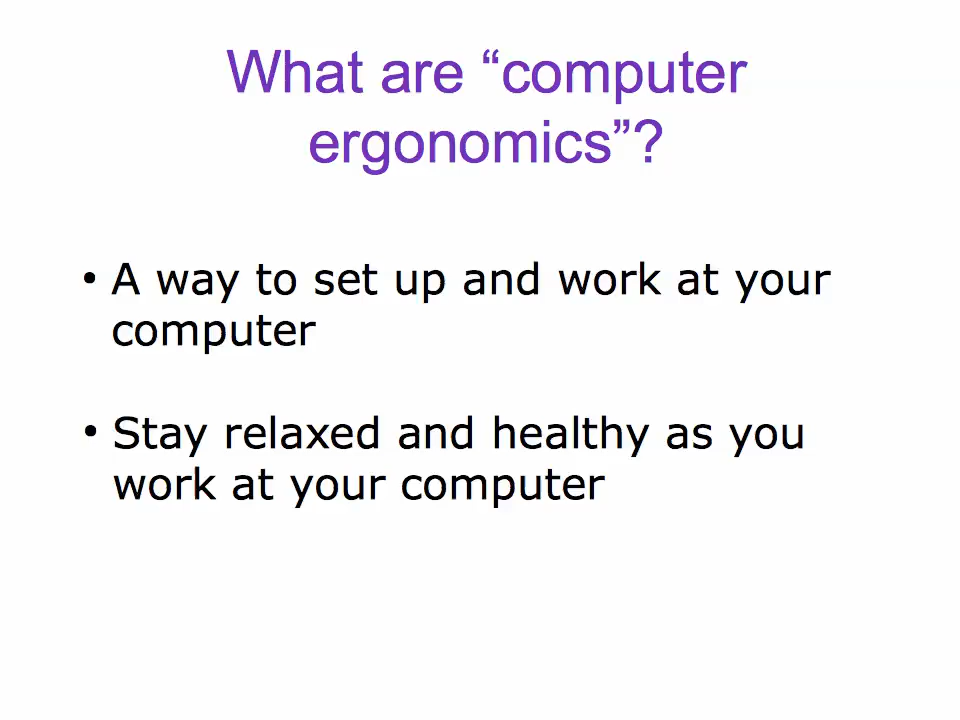 What are “computer
ergonomics”?
• A way to set up and work at your
computer
• Stay relaxed and healthy as you
work at your computer